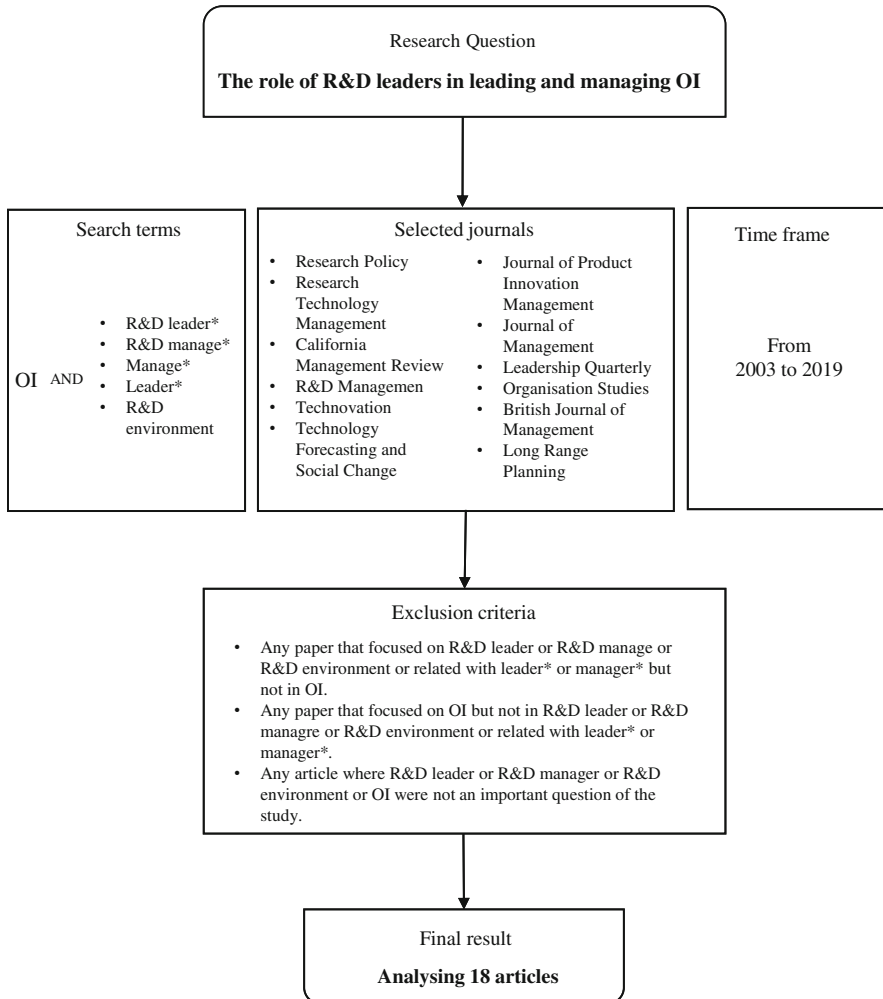 Research Question
The role of R&D leaders in leading and managing OI
Search terms
OI AND
• R&D leader*
• R&D manage*
• Manage*
• Leader*
• R&D
environment
Selected journals
• Research Policy
• Research
Technology
Management
• California
Management Review
• R&D Managemen
• Technovation
• Technology
Forecasting and
Social Change
• Journal of Product
Innovation
Management
• Journal of
Management
• Leadership Quarterly
• Organisation Studies
• British Journal of
Management
• Long Range
Planning
Time frame
From
2003 to 2019
Exclusion criteria
• Any paper that focused on R&D leader or R&D manage or
R&D environment or related with leader* or manager* but
not in OI.
• Any paper that focused on OI but not in R&D leader or R&D
managre or R&D environment or related with leader* or
manager*.
• Any article where R&D leader or R&D manager or R&D
environment or OI were not an important question of the
study.
Final result
Analysing 18 articles